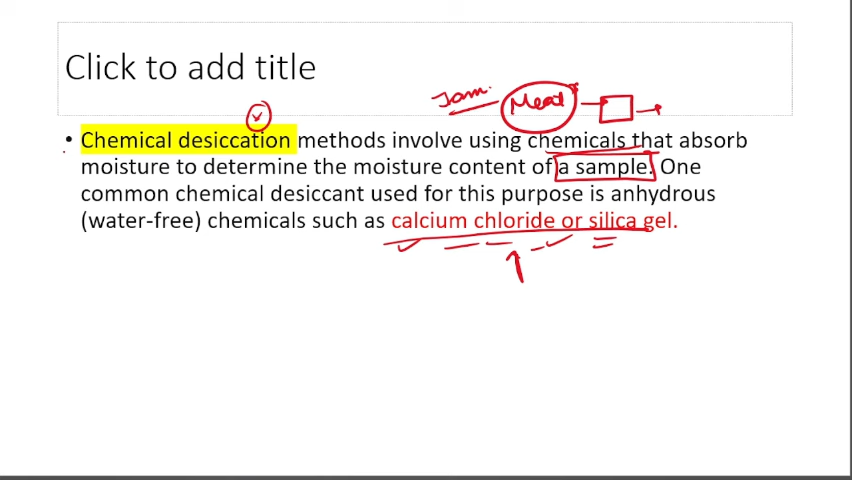 Click to add title
Meat
• Chemical desiccation methods involve using chemicals that absorb
moisture to determine the moisture content of a sample. One
common chemical desiccant used for this purpose is anhydrous
(water-free) chemicals such as calcium chloride or silica gel.